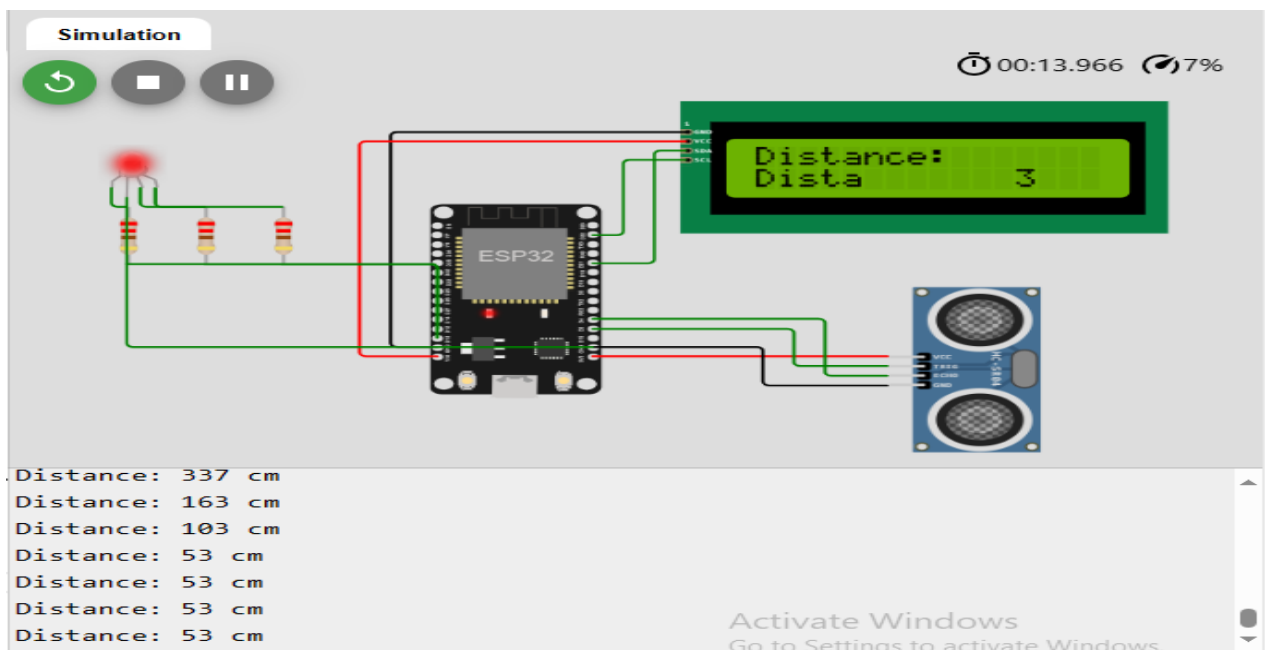 Simulation
00:13.966 7%
1
GND
VCC
SDA
SCL
Distance:
Dista 3
ESP32
HC-SR04
VCC
TRIG
ECHO
GND
Distance: 337 cm
Distance: 163 cm
Distance: 103 cm
Distance: 53 cm
Distance: 53 cm
Distance: 53 cm
Distance: 53 cm
Activate Windows
Go to Settings to activate Windows.